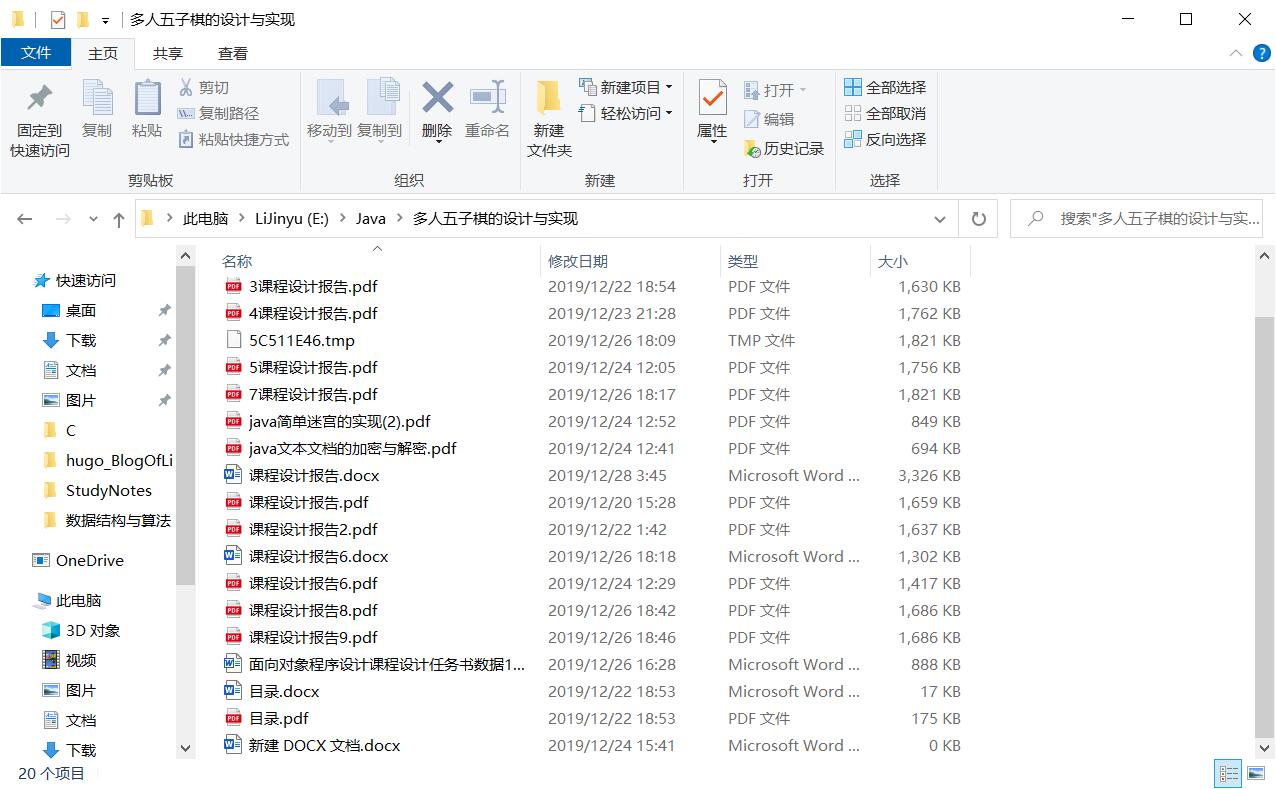 多人五子棋的设计与实现
文件 主页 共享 查看
固定到
快速访问
复制
粘贴
剪切
复制路径
粘贴快捷方式
剪贴板
移动到 复制到 删除 重命名
组织
新建
文件夹
新建项目
轻松访问
新建
属性
打开
编辑
历史记录
打开
全部选择
全部取消
反向选择
选择
此电脑 > LiJinyu (E:) > Java > 多人五子棋的设计与实现
搜索"多人五子棋的设计与实...
快速访问
桌面
下载
文档
图片
C
hugo_BlogOfLi
StudyNotes
数据结构与算法
OneDrive
此电脑
3D 对象
视频
图片
文档
下载
名称 修改日期 类型 大小
3课程设计报告.pdf 2019/12/22 18:54 PDF 文件 1,630 KB
4课程设计报告.pdf 2019/12/23 21:28 PDF 文件 1,762 KB
5C511E46.tmp 2019/12/26 18:09 TMP 文件 1,821 KB
5课程设计报告.pdf 2019/12/24 12:05 PDF 文件 1,756 KB
7课程设计报告.pdf 2019/12/26 18:17 PDF 文件 1,821 KB
java简单迷宫的实现(2).pdf 2019/12/24 12:52 PDF 文件 849 KB
java文本文档的加密与解密.pdf 2019/12/24 12:41 PDF 文件 694 KB
课程设计报告.docx 2019/12/28 3:45 Microsoft Word ... 3,326 KB
课程设计报告.pdf 2019/12/20 15:28 PDF 文件 1,659 KB
课程设计报告2.pdf 2019/12/22 1:42 PDF 文件 1,637 KB
课程设计报告6.docx 2019/12/26 18:18 Microsoft Word ... 1,302 KB
课程设计报告6.pdf 2019/12/24 12:29 PDF 文件 1,417 KB
课程设计报告8.pdf 2019/12/26 18:42 PDF 文件 1,686 KB
课程设计报告9.pdf 2019/12/26 18:46 PDF 文件 1,686 KB
面向对象程序设计课程设计任务书数据1... 2019/12/26 16:28 Microsoft Word ... 888 KB
目录.docx 2019/12/22 18:53 Microsoft Word ... 17 KB
目录.pdf 2019/12/22 18:53 PDF 文件 175 KB
新建 DOCX 文档.docx 2019/12/24 15:41 Microsoft Word ... 0 KB
20 个项目